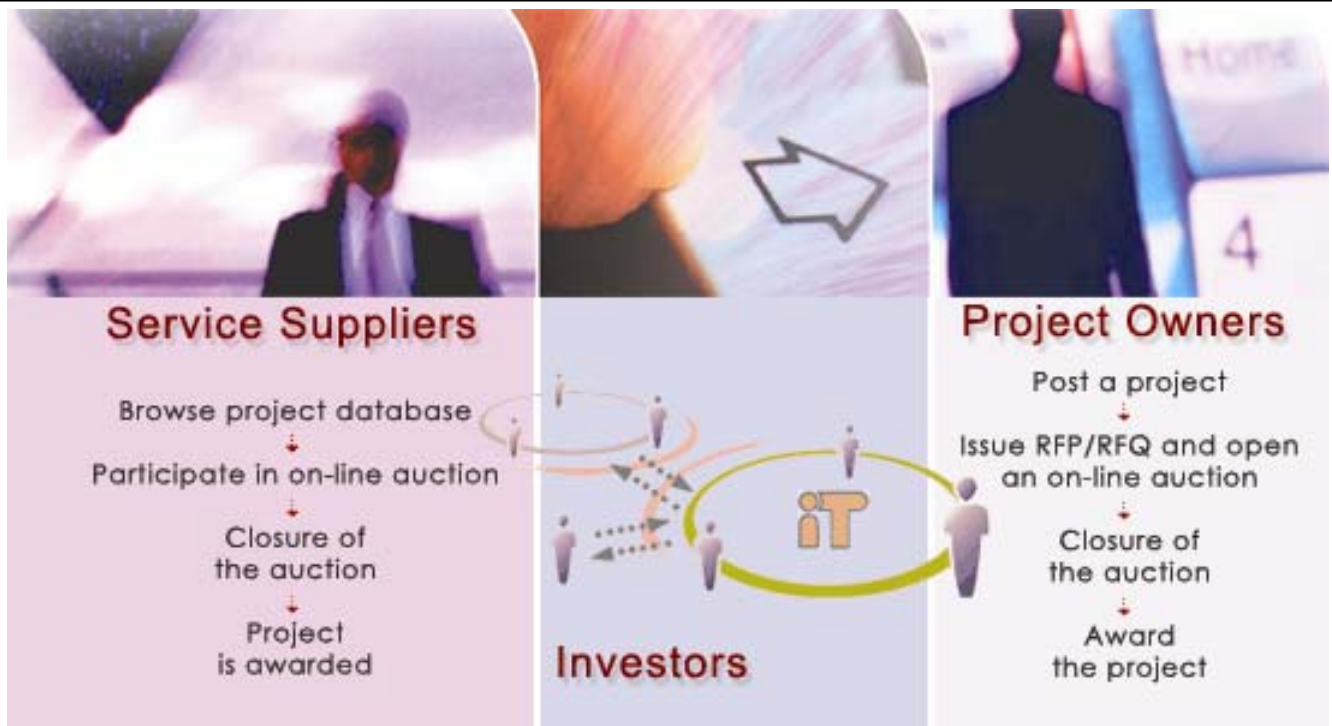 Home
4
Service Suppliers
Browse project database
Participate in on-line auction
Closure of
the auction
Project
is awarded
iT
Investors
Project Owners
Post a project
Issue RFP/RFQ and open
an on-line auction
Closure of
the auction
Award
the project